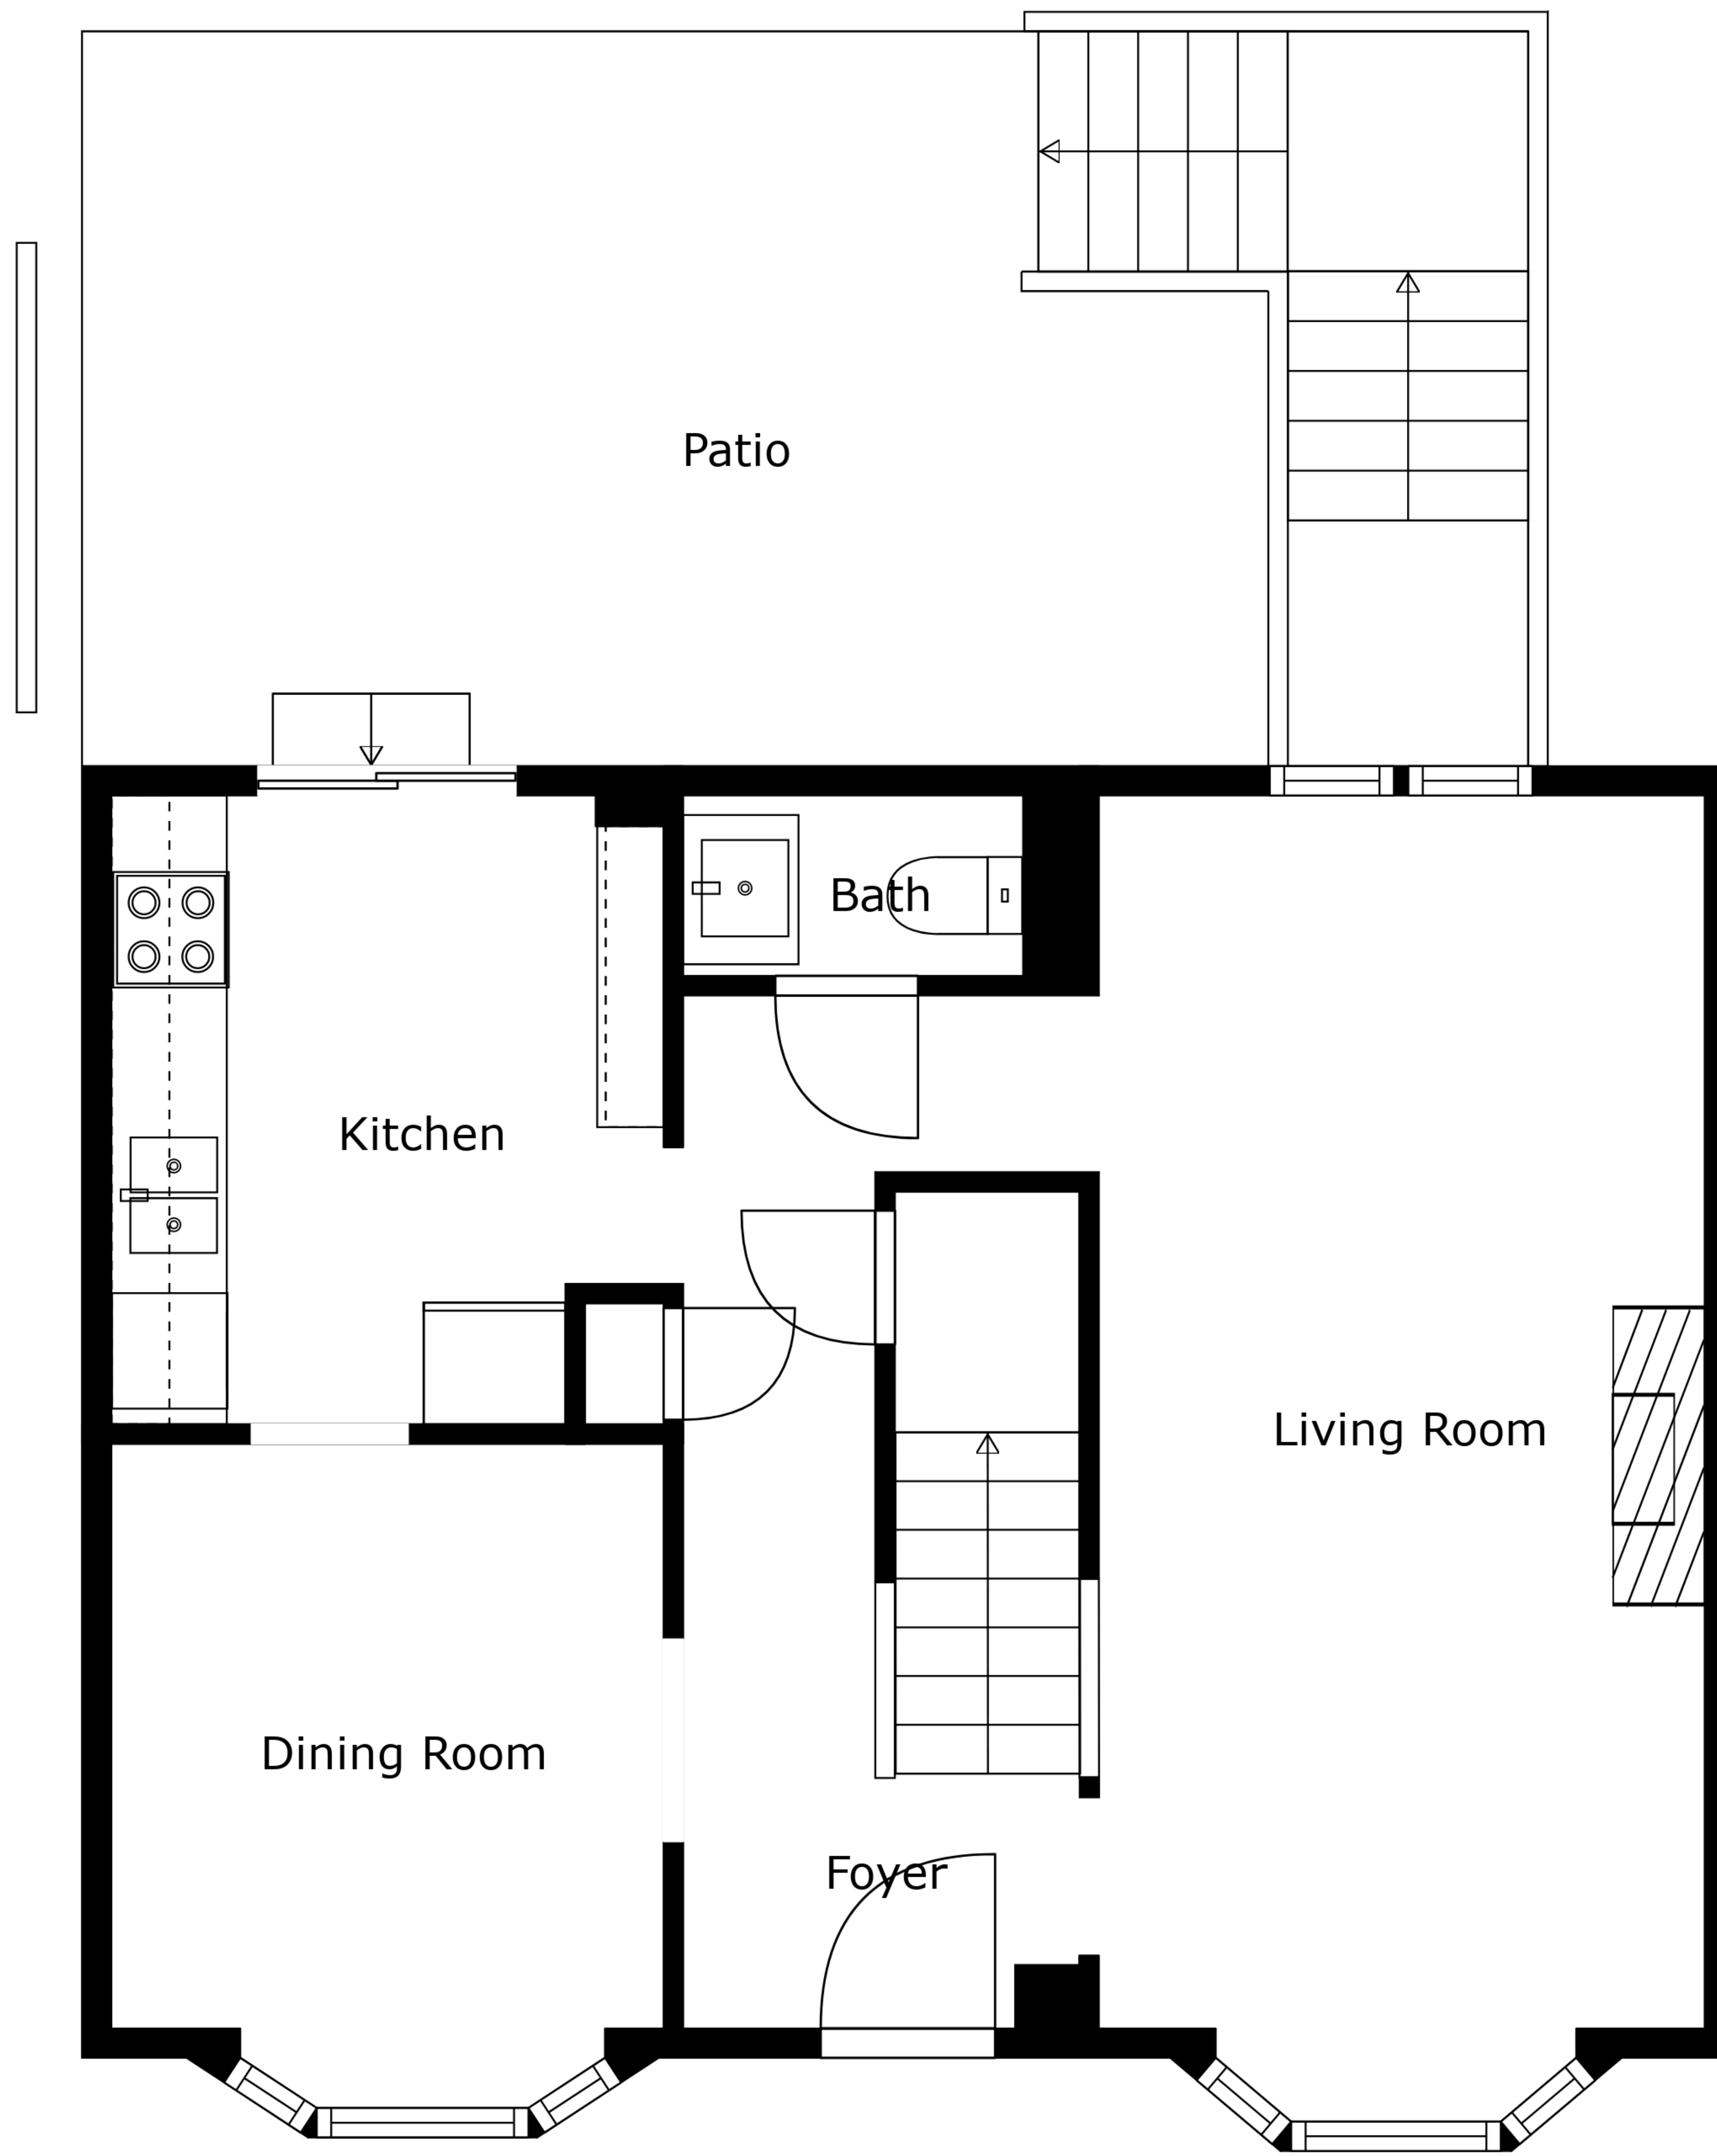 Patio
Bath
Kitchen
Living Room
Dining Room
Foyer